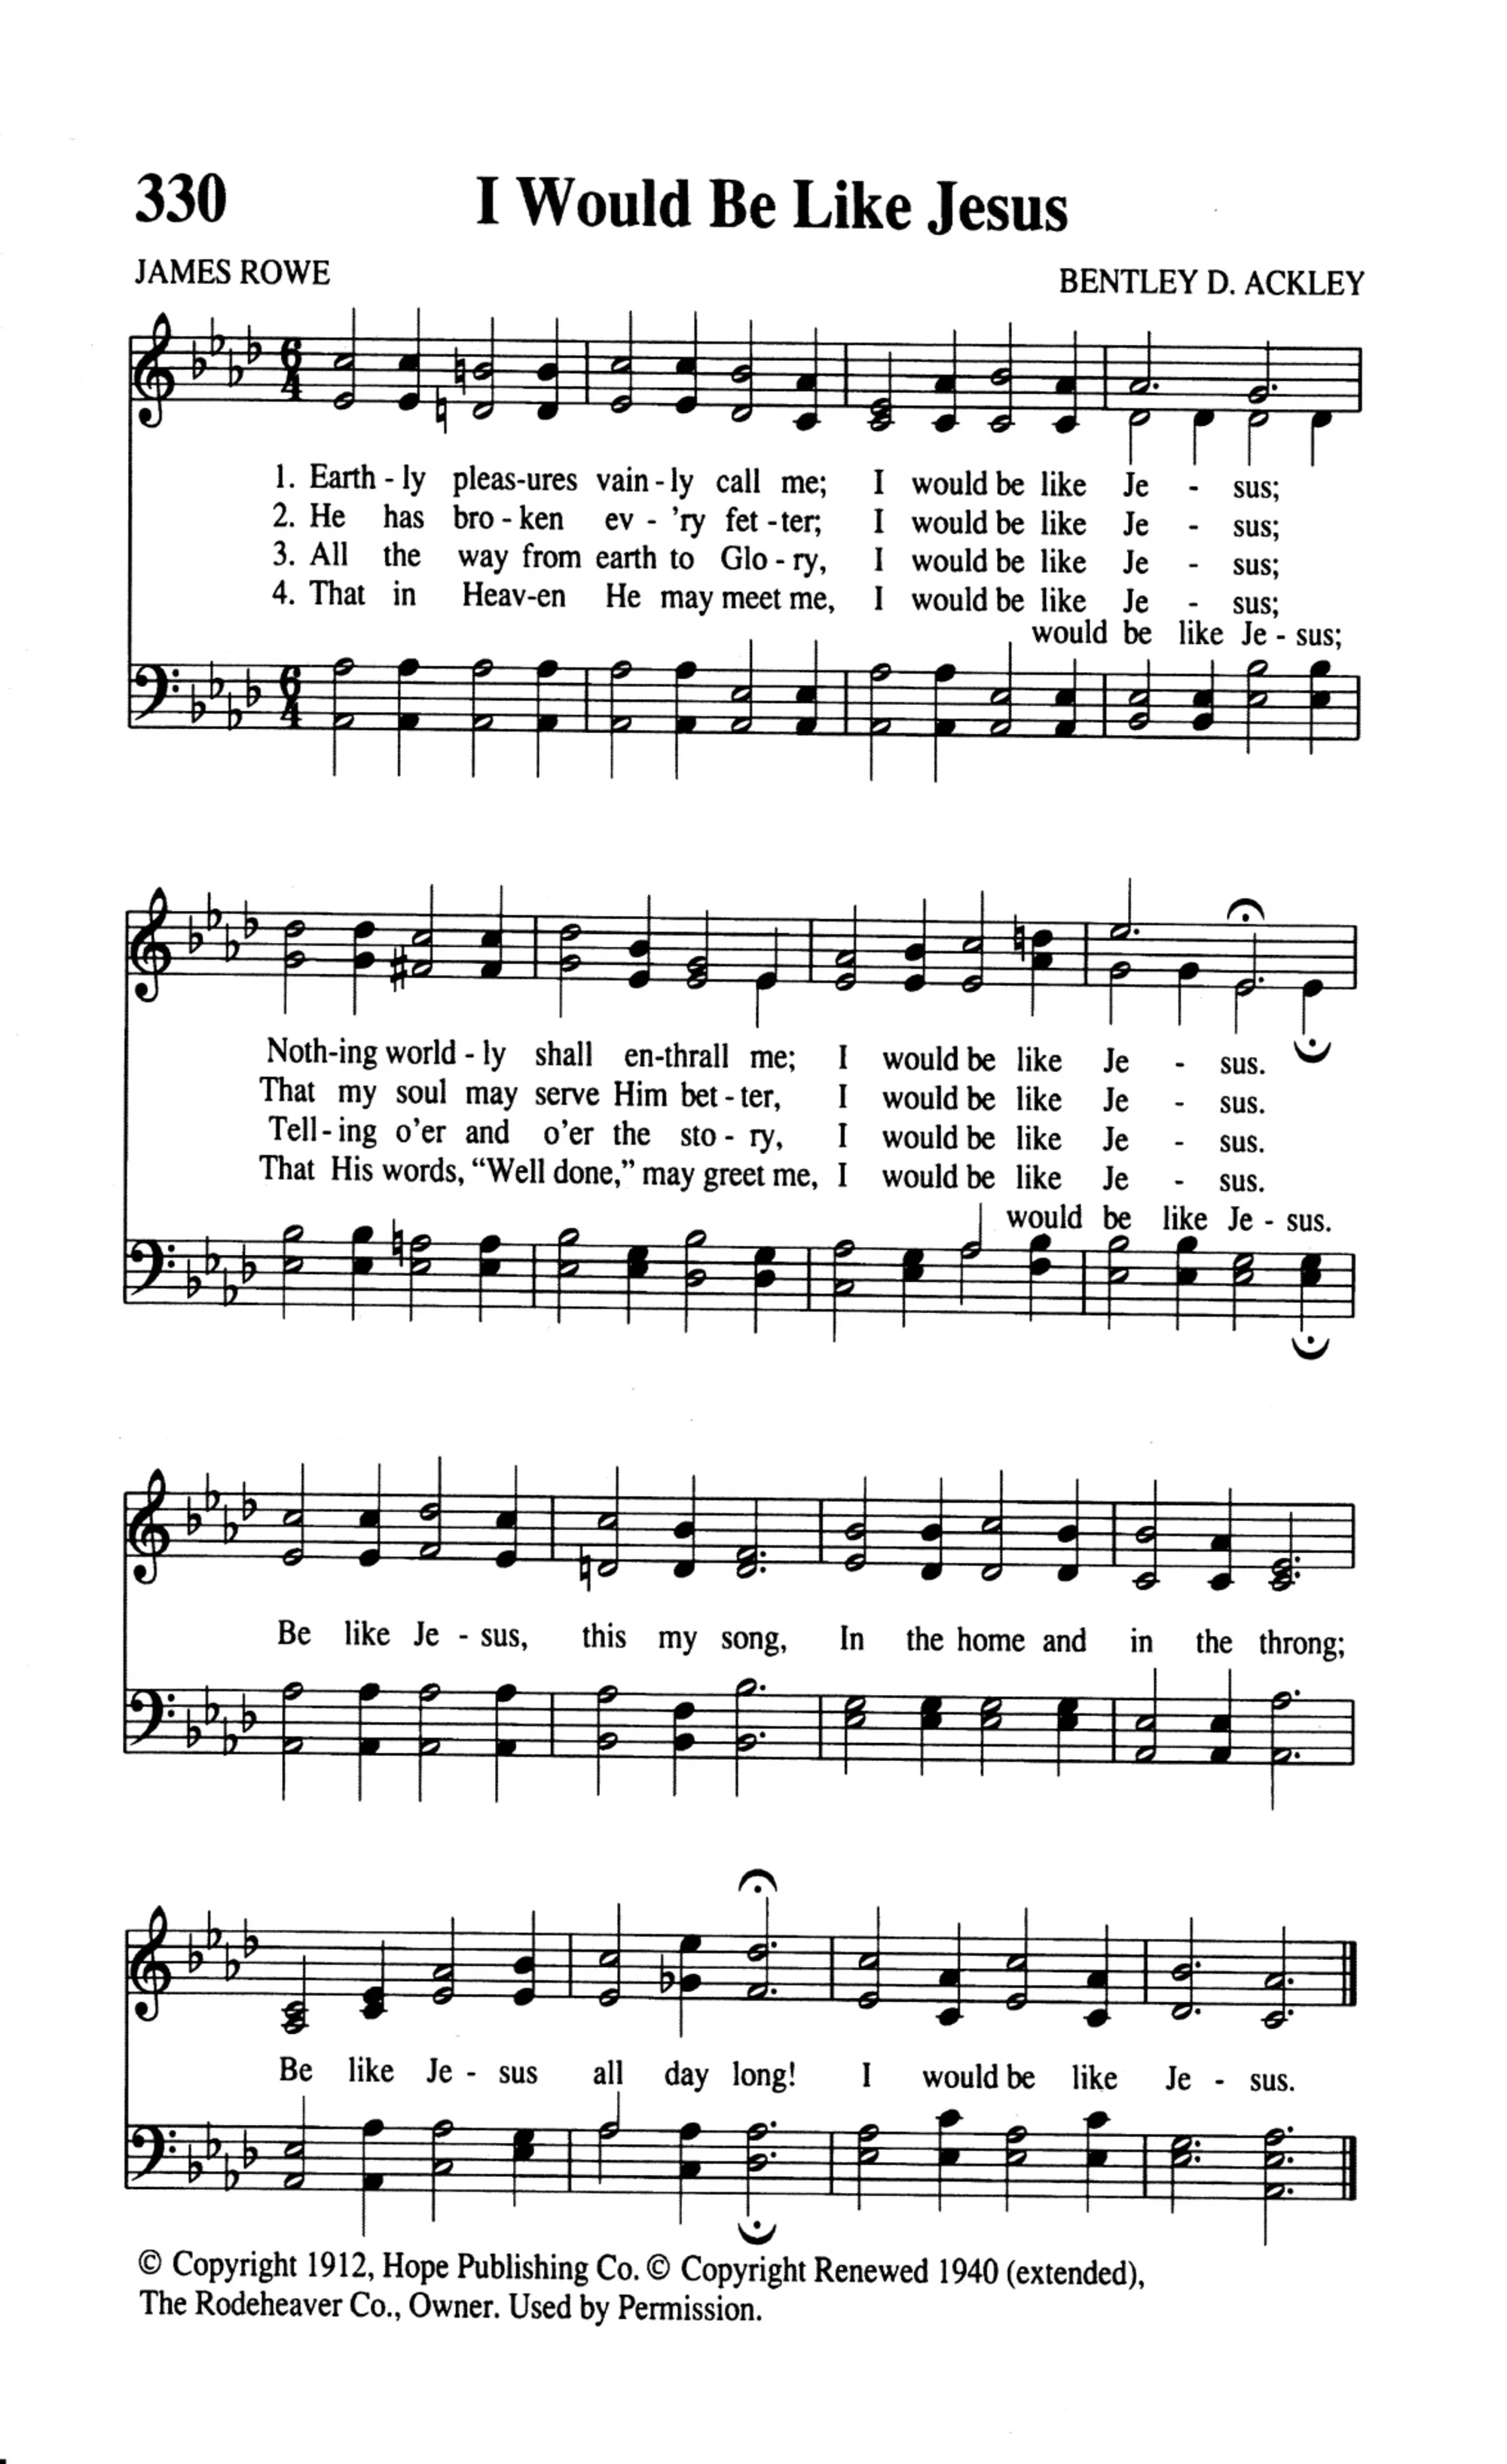 330 I Would Be Like Jesus
JAMES ROWE BENTLEY D. ACKLEY
6 4
1. Earth - ly pleas-ures vain - ly call me; I would be like Je - sus;
2. He has bro - ken ev - 'ry fet - ter; I would be like Je - sus;
3. All the way from earth to Glo - ry, I would be like Je - sus;
4. That in Heav-en He may meet me, I would be like Je - sus;
would be like Je - sus;
6 4
Noth-ing world - ly shall en-thrall me; I would be like Je - sus.
That my soul may serve Him bet - ter, I would be like Je - sus.
Tell - ing o'er and o'er the sto - ry, I would be like Je - sus.
That His words, “Well done,” may greet me, I would be like Je - sus.
would be like Je - sus.
Be like Je - sus, this my song, In the home and in the throng;
Be like Je - sus all day long! I would be like Je - sus.
© Copyright 1912, Hope Publishing Co. © Copyright Renewed 1940 (extended),
The Rodeheaver Co., Owner. Used by Permission.